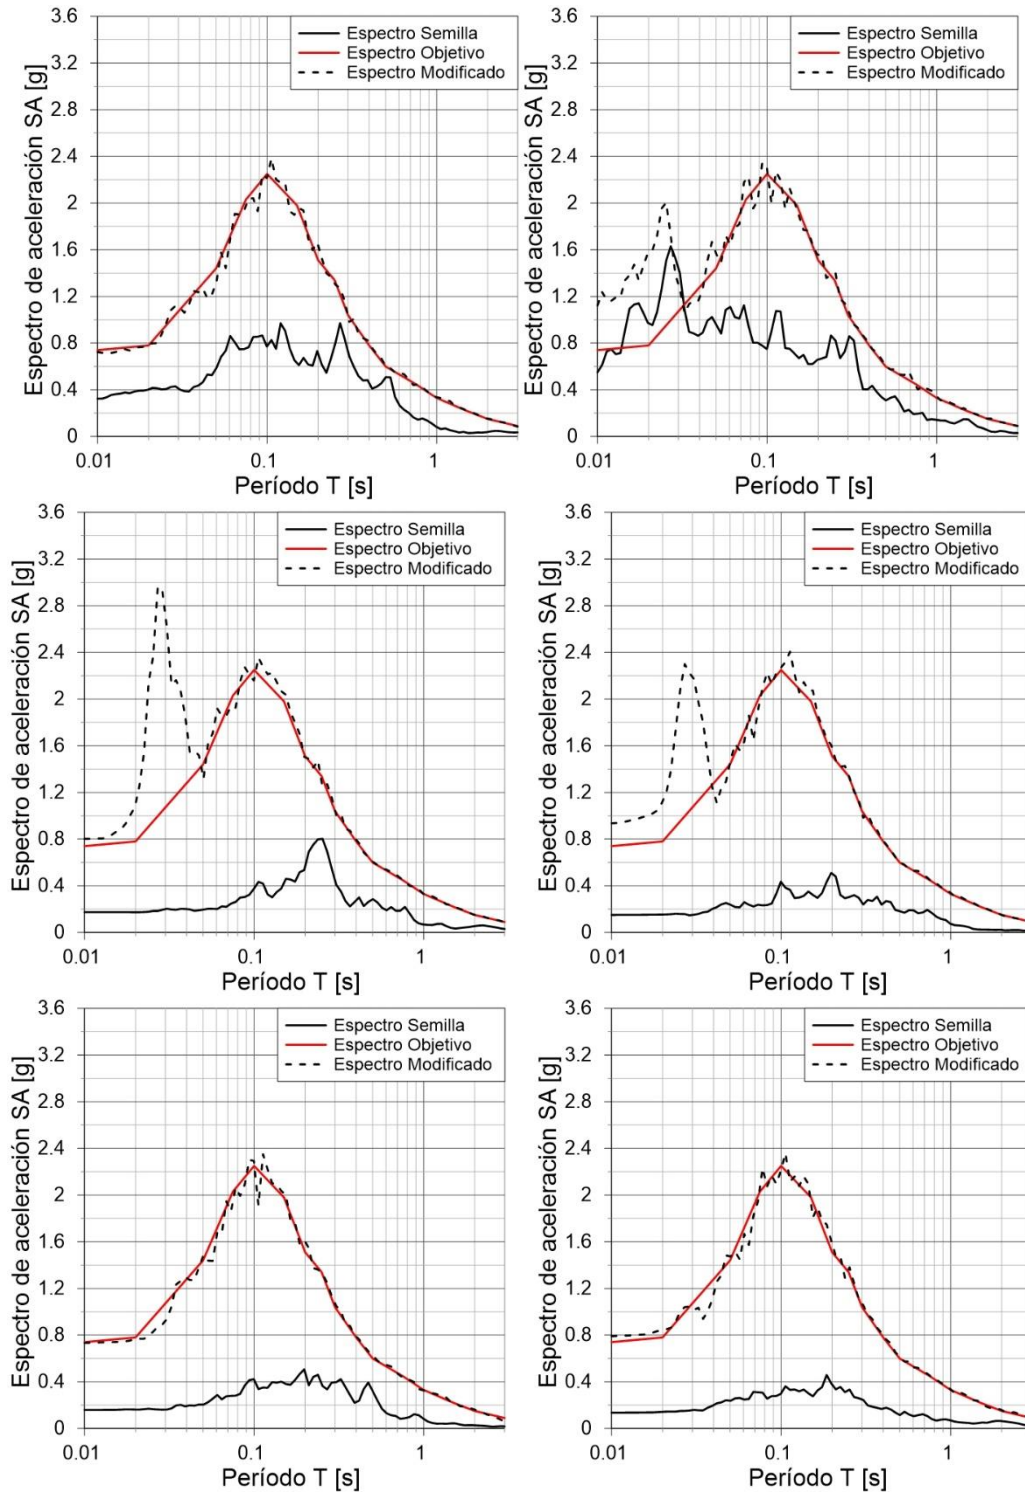 3.6
3.2
2.8
2.4
2
1.6
1.2
0.8
0.4
0
0.01
0.1
1
Espectro de aceleración SA [g]
Período T [s]
Espectro Semilla
Espectro Objetivo
Espectro Modificado
3.6
3.2
2.8
2.4
2
1.6
1.2
0.8
0.4
0
0.01
0.1
1
Espectro de aceleración SA [g]
Período T [s]
Espectro Semilla
Espectro Objetivo
Espectro Modificado
3.6
3.2
2.8
2.4
2
1.6
1.2
0.8
0.4
0
0.01
0.1
1
Espectro de aceleración SA [g]
Período T [s]
Espectro Semilla
Espectro Objetivo
Espectro Modificado
3.6
3.2
2.8
2.4
2
1.6
1.2
0.8
0.4
0
0.01
0.1
1
Espectro de aceleración SA [g]
Período T [s]
Espectro Semilla
Espectro Objetivo
Espectro Modificado
3.6
3.2
2.8
2.4
2
1.6
1.2
0.8
0.4
0
0.01
0.1
1
Espectro de aceleración SA [g]
Período T [s]
Espectro Semilla
Espectro Objetivo
Espectro Modificado
3.6
3.2
2.8
2.4
2
1.6
1.2
0.8
0.4
0
0.01
0.1
1
Espectro de aceleración SA [g]
Período T [s]
Espectro Semilla
Espectro Objetivo
Espectro Modificado